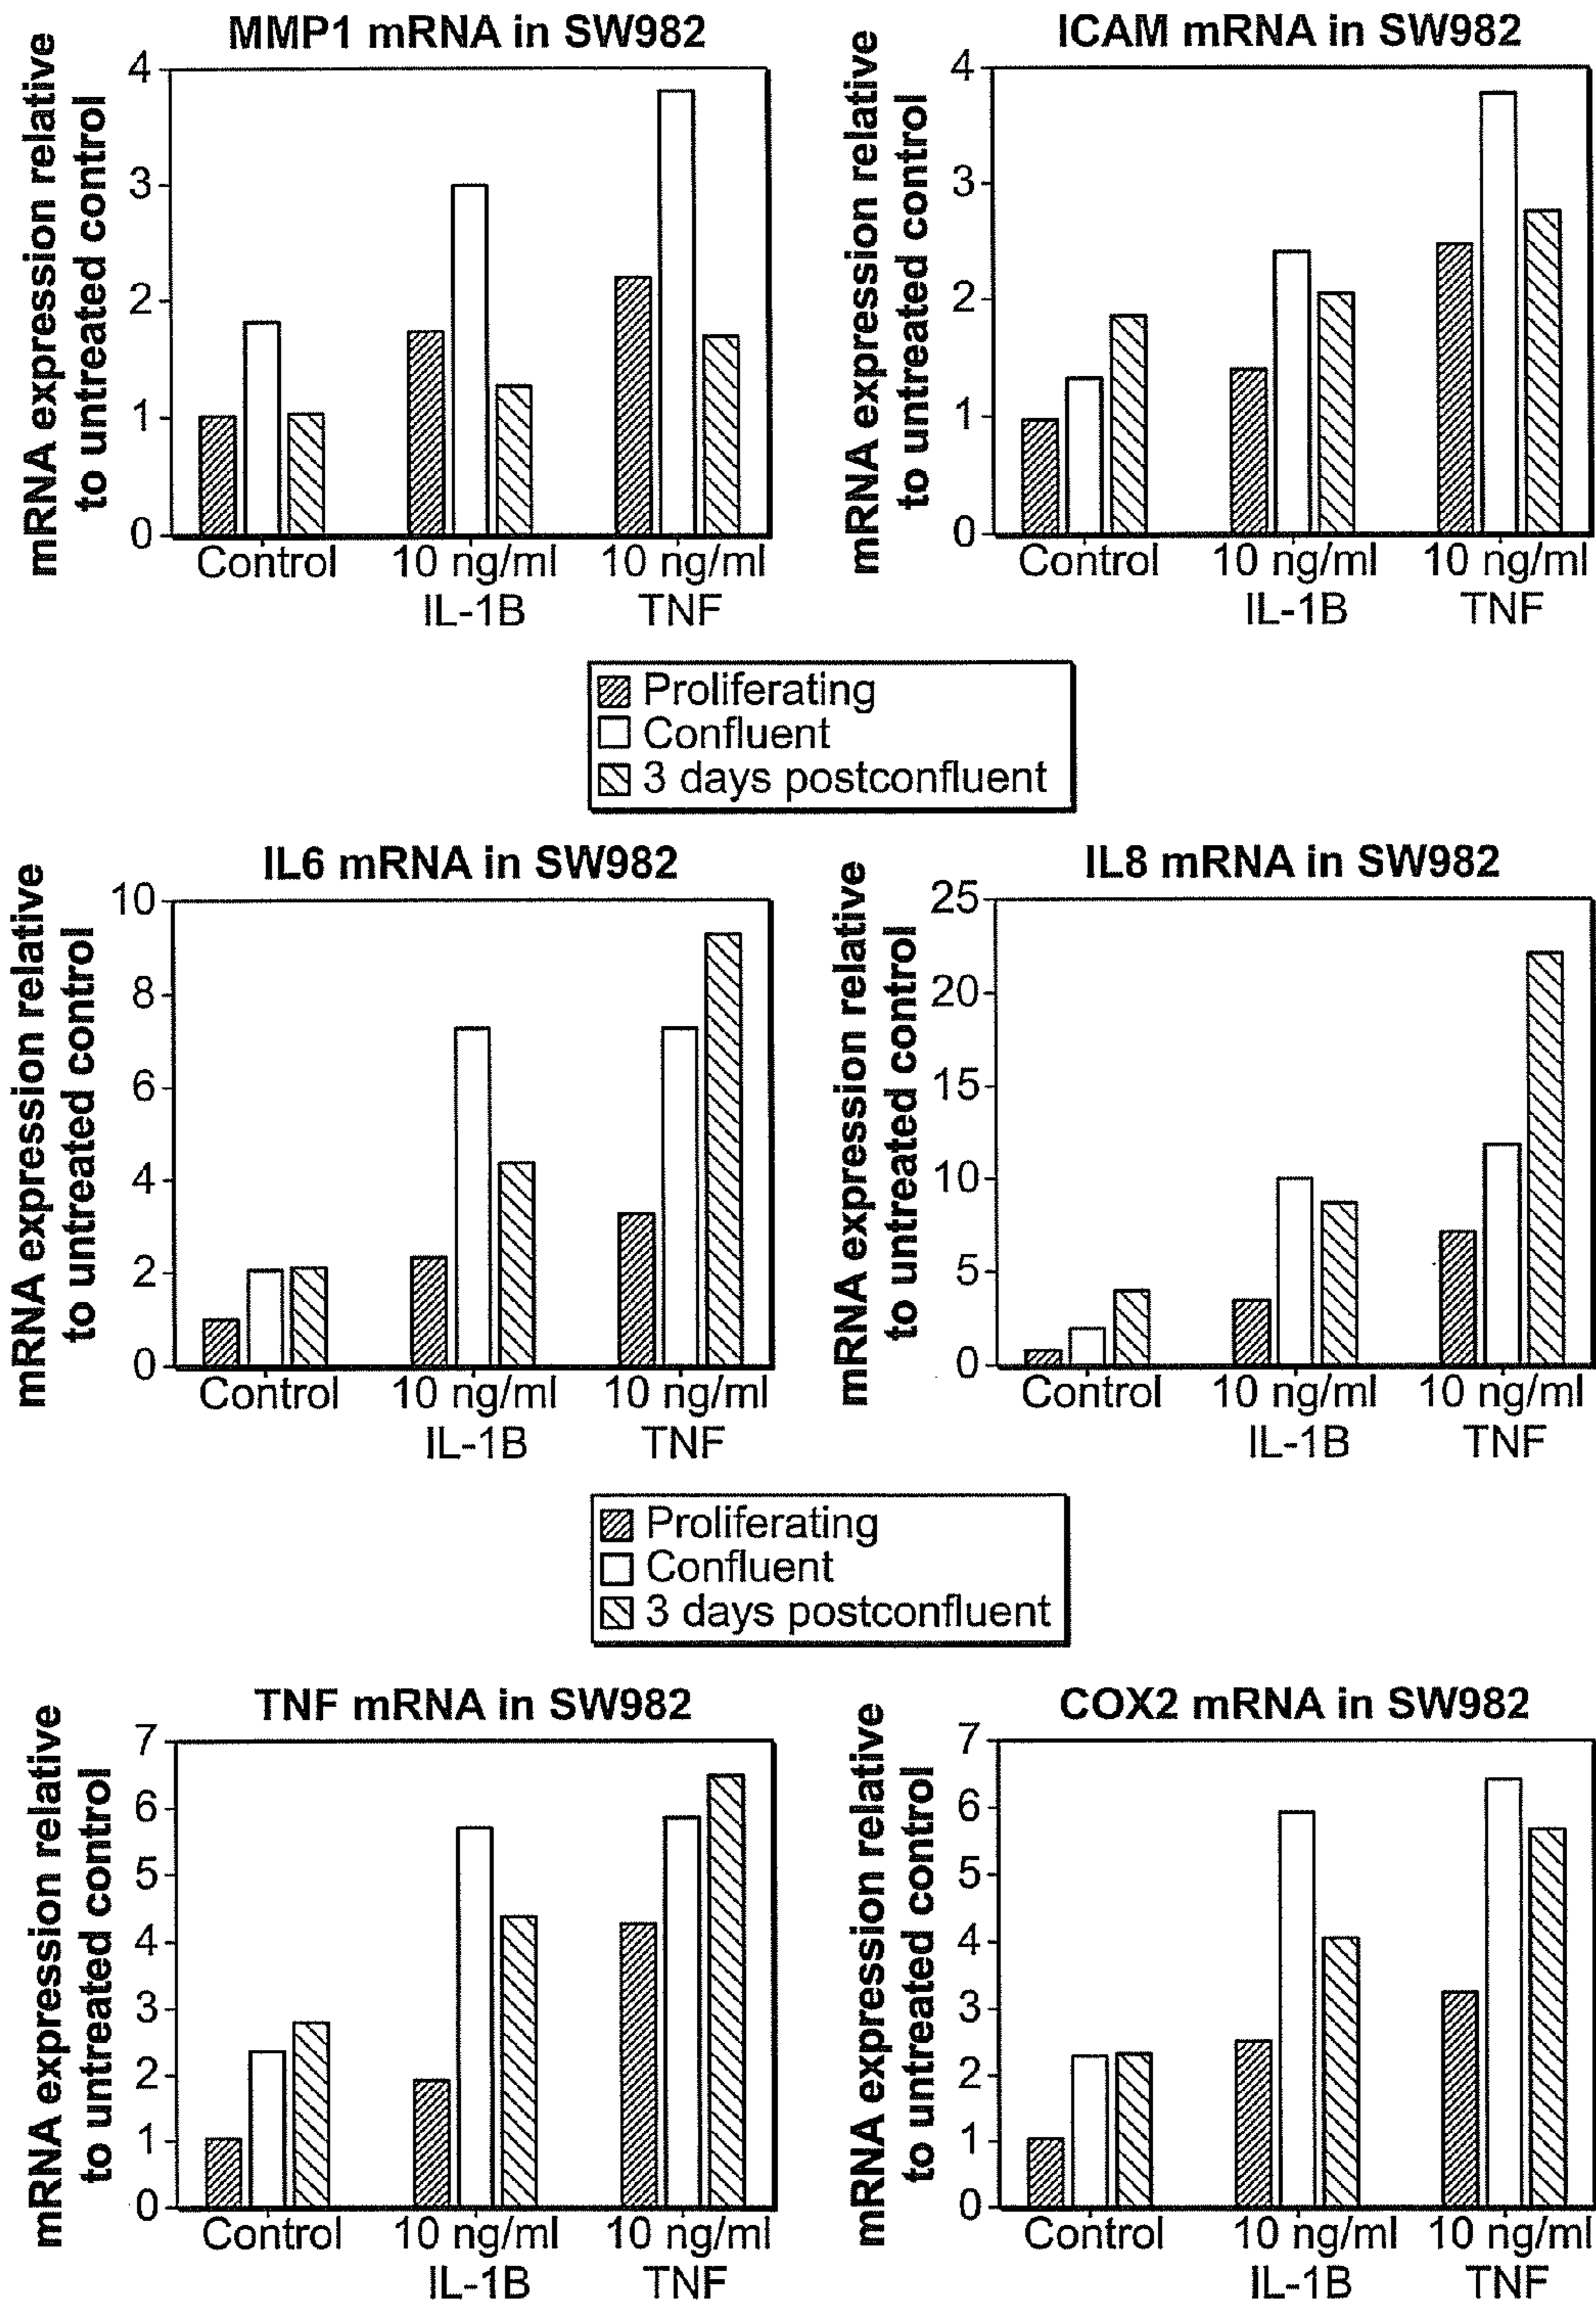 MMP1 mRNA in SW982
mRNA expression relative
to untreated control
4
3
2
1
0
Control
10 ng/ml
IL-1B
10 ng/ml
TNF
ICAM mRNA in SW982
mRNA expression relative
to untreated control
4
3
2
1
0
Control
10 ng/ml
IL-1B
10 ng/ml
TNF
Proliferating
Confluent
3 days postconfluent
IL6 mRNA in SW982
mRNA expression relative
to untreated control
10
8
6
4
2
0
Control
10 ng/ml
IL-1B
10 ng/ml
TNF
IL8 mRNA in SW982
mRNA expression relative
to untreated control
25
20
15
10
5
0
Control
10 ng/ml
IL-1B
10 ng/ml
TNF
Proliferating
Confluent
3 days postconfluent
TNF mRNA in SW982
mRNA expression relative
to untreated control
7
6
5
4
3
2
1
0
Control
10 ng/ml
IL-1B
10 ng/ml
TNF
COX2 mRNA in SW982
mRNA expression relative
to untreated control
7
6
5
4
3
2
1
0
Control
10 ng/ml
IL-1B
10 ng/ml
TNF